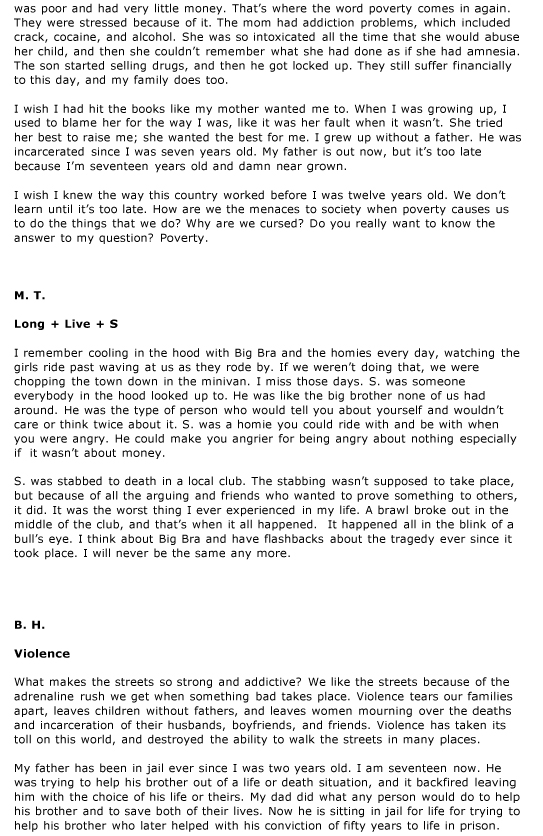 was poor and had very little money. That's where the word poverty comes in again.
They were stressed because of it. The mom had addiction problems, which included
crack, cocaine, and alcohol. She was so intoxicated all the time that she would abuse
her child, and then she couldn't remember what she had done as if she had amnesia.
The son started selling drugs, and then he got locked up. They still suffer financially
to this day, and my family does too.
I wish I had hit the books like my mother wanted me to. When I was growing up, I
used to blame her for the way I was, like it was her fault when it wasn't. She tried
her best to raise me; she wanted the best for me. I grew up without a father. He was
incarcerated since I was seven years old. My father is out now, but it's too late
because I'm seventeen years old and damn near grown.
I wish I knew the way this country worked before I was twelve years old. We don't
learn until it's too late. How are we the menaces to society when poverty causes us
to do the things that we do? Why are we cursed? Do you really want to know the
answer to my question? Poverty.
M. T.
Long + Live + S
I remember cooling in the hood with Big Bra and the homies every day, watching the
girls ride past waving at us as they rode by. If we weren't doing that, we were
chopping the town down in the minivan. I miss those days. S. was someone
everybody in the hood looked up to. He was like the big brother none of us had
around. He was the type of person who would tell you about yourself and wouldn't
care or think twice about it. S. was a homie you could ride with and be with when
you were angry. He could make you angrier for being angry about nothing especially
if it wasn't about money.
S. was stabbed to death in a local club. The stabbing wasn't supposed to take place,
but because of all the arguing and friends who wanted to prove something to others,
it did. It was the worst thing I ever experienced in my life. A brawl broke out in the
middle of the club, and that's when it all happened. It happened all in the blink of a
bull's eye. I think about Big Bra and have flashbacks about the tragedy ever since it
took place. I will never be the same any more.
B. H.
Violence
What makes the streets so strong and addictive? We like the streets because of the
adrenaline rush we get when something bad takes place. Violence tears our families
apart, leaves children without fathers, and leaves women mourning over the deaths
and incarceration of their husbands, boyfriends, and friends. Violence has taken its
toll on this world, and destroyed the ability to walk the streets in many places.
My father has been in jail ever since I was two years old. I am seventeen now. He
was trying to help his brother out of a life or death situation, and it backfired leaving
him with the choice of his life or theirs. My dad did what any person would do to help
his brother and to save both of their lives. Now he is sitting in jail for life for trying to
help his brother who later helped with his conviction of fifty years to life in prison.